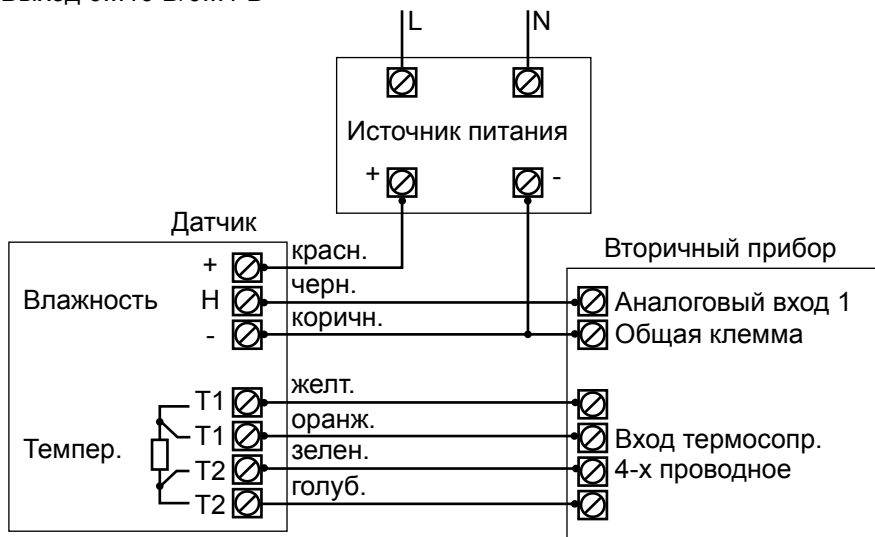 L N
Источник питания
+ -
Датчик
Вторичный прибор
+ красн.
Влажность H черн. Аналоговый вход 1
- коричн. Общая клемма
T1 желт.
T1 оранж. Вход термосопр.
Темпер. T2 зелен. 4-х проводное
T2 голуб.